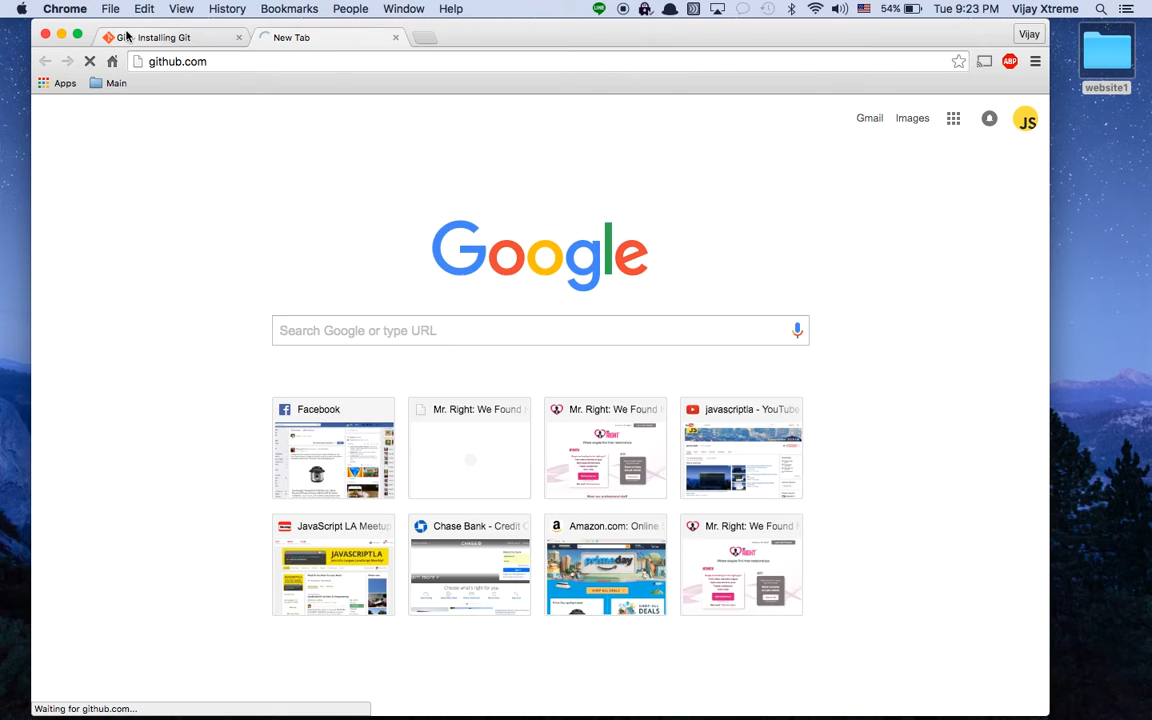 Chrome File Edit View History Bookmarks People Window Help 54% Tue 9:23 PM Vijay Xtreme
Installing Git
New Tab
Vijay
github.com
ABP
Apps Main
website1
Gmail Images
JS
Google
Search Google or type URL
Facebook
Mr. Right: We Found
Mr. Right: We Found
javascriptla - YouTube
JavaScript LA Meetup
Chase Bank - Credit
Amazon.com: Online
Mr. Right: We Found
Waiting for github.com...